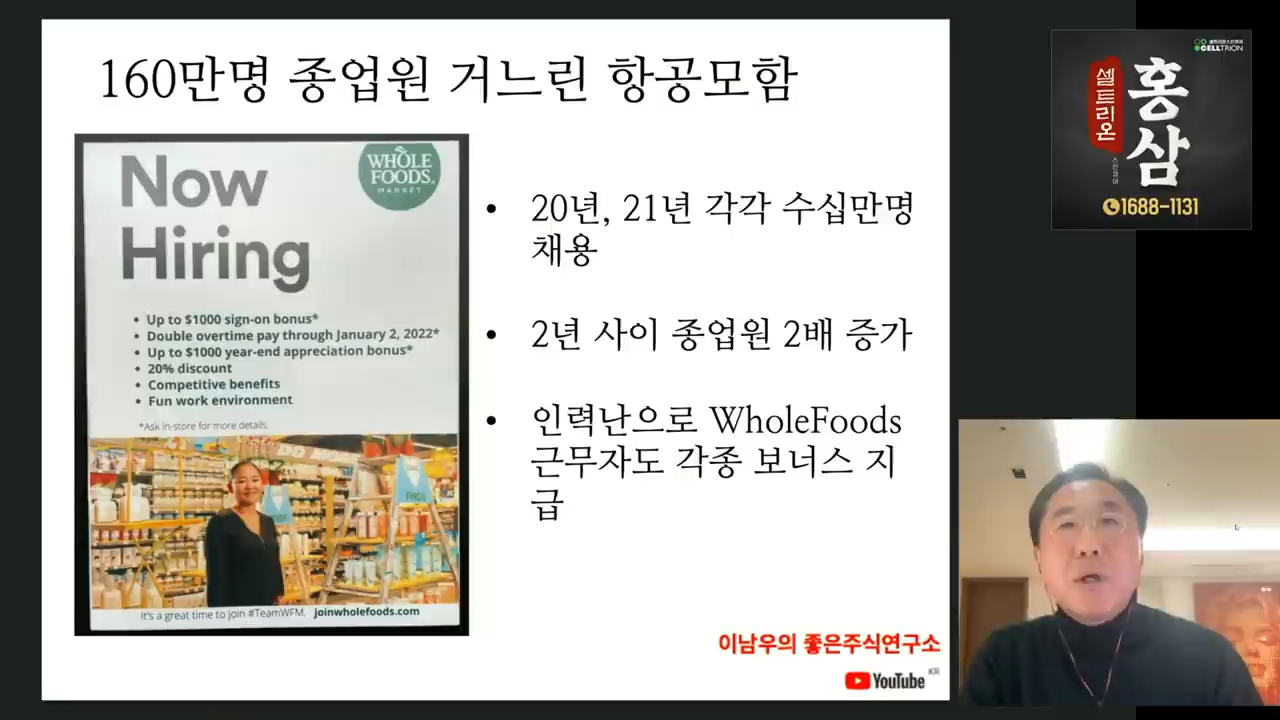 160만명 종업원 거느린 항공모함
Now
Hiring
WHOLE
FOODS
MARKET
• Up to $1000 sign-on bonus*
• Double overtime pay through January 2, 2022*
• Up to $1000 year-end appreciation bonus*
• 20% discount
• Competitive benefits
• Fun work environment
*Ask in-store for more details.
It's a great time to join #TeamWFM. joinwholefoods.com
• 20년, 21년 각각 수십만명
채용
• 2년 사이 종업원 2배 증가
• 인력난으로 WholeFoods
근무자도 각종 보너스 지
급
이남우의 좋은주식연구소
YouTube KR
CELLTRION
셀트리온
스킨큐어
홍삼
1688-1131